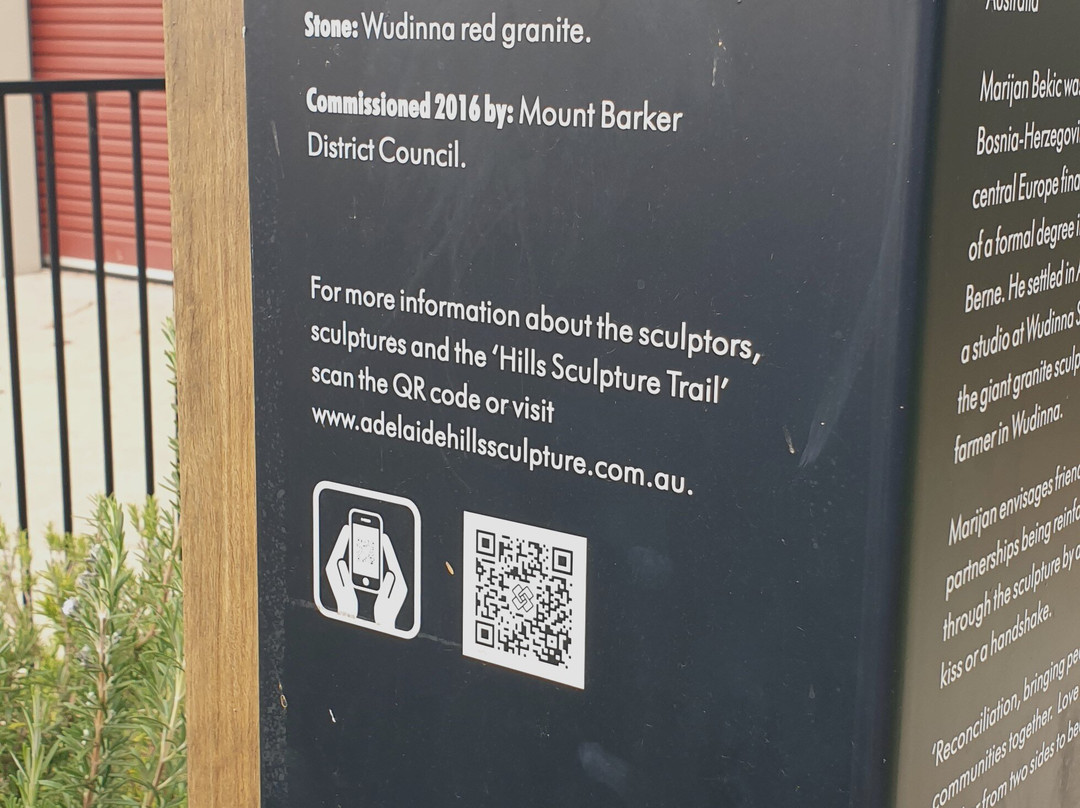 Stone: Wudinna red granite.
Commissioned 2016 by: Mount Barker
District Council.
For more information about the sculptors,
sculptures and the ‘Hills Sculpture Trail’
scan the QR code or visit
www.adelaidehillssculpture.com.au.
Australia
Marijan Bekic was
Bosnia-Herzegovi
central Europe fina
of a formal degree i
Berne. He settled in A
a studio at Wudinna S
the giant granite sculp
farmer in Wudinna.
Marijan envisages frien
partnerships being reinfo
through the sculpture by a
kiss or a handshake.
‘Reconciliation, bringing pe
communities together. Love
from two sides to be